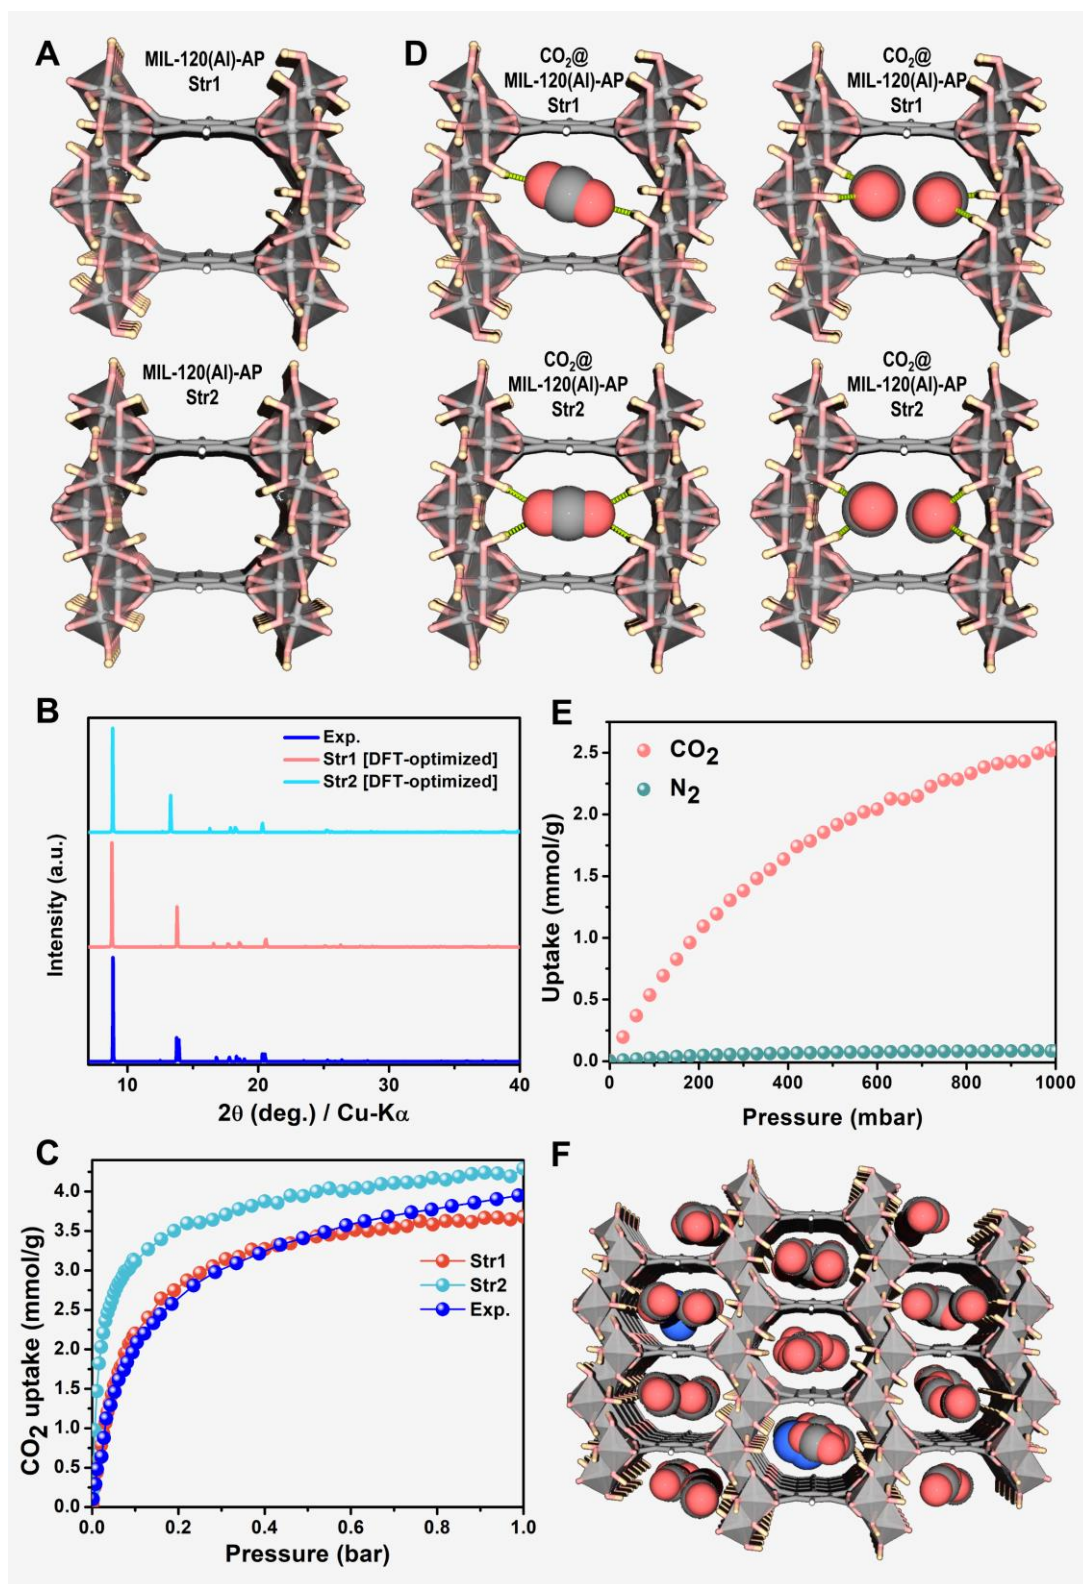 A
MIL-120(Al)-AP
Str1
MIL-120(Al)-AP
Str2
D
CO2@
MIL-120(Al)-AP
Str1
CO2@
MIL-120(Al)-AP
Str1
CO2@
MIL-120(Al)-AP
Str2
CO2@
MIL-120(Al)-AP
Str2
B
Exp.
Str1 [DFT-optimized]
Str2 [DFT-optimized]
Intensity (a.u.)
10 20 30 40
2θ (deg.) / Cu-Kα
E
CO2
N2
Uptake (mmol/g)
2.5
2.0
1.5
1.0
0.5
0.0
0 200 400 600 800 1000
Pressure (mbar)
C
CO2 uptake (mmol/g)
4.0
3.5
3.0
2.5
2.0
1.5
1.0
0.5
0.0
Str1
Str2
Exp.
0.0 0.2 0.4 0.6 0.8 1.0
Pressure (bar)
F